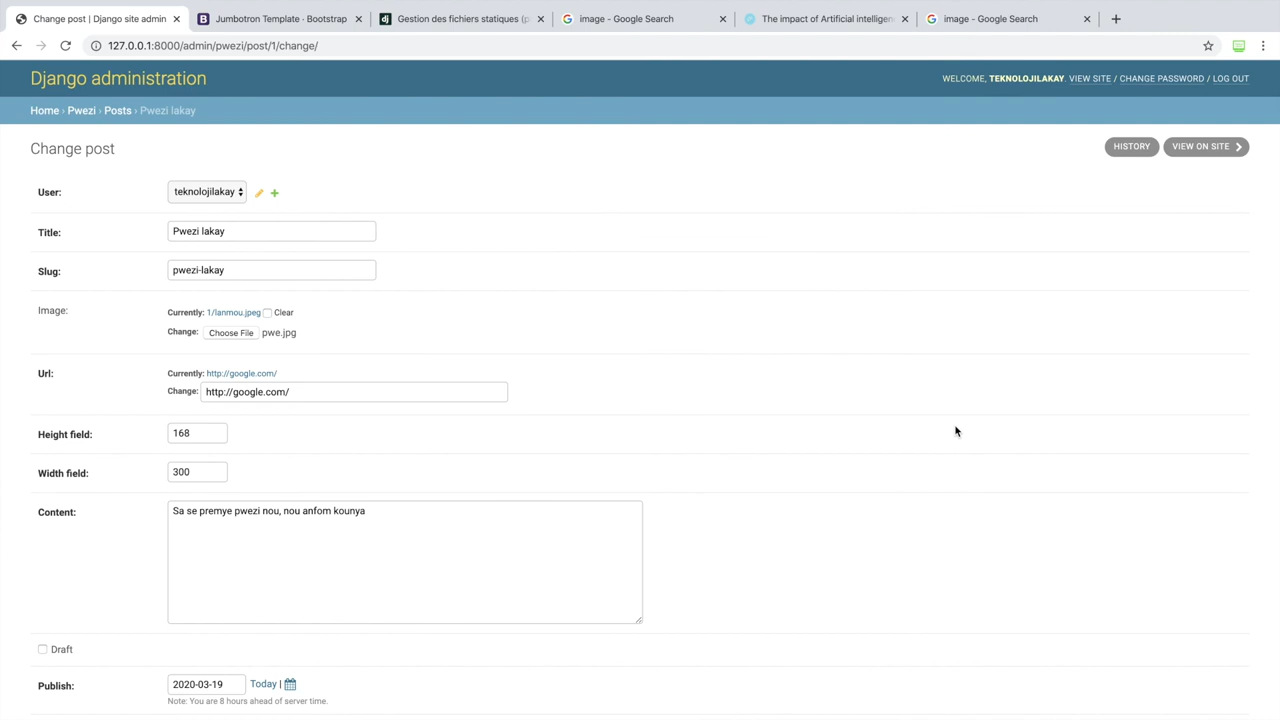 Change post | Django site admin
Jumbotron Template · Bootstrap
Gestion des fichiers statiques (p
image - Google Search
The impact of Artificial intelligen
image - Google Search
127.0.0.1:8000/admin/pwezi/post/1/change/
Django administration
WELCOME, TEKNOLOJILAKAY. VIEW SITE / CHANGE PASSWORD / LOG OUT
Home › Pwezi › Posts › Pwezi lakay
Change post
HISTORY
VIEW ON SITE
User: teknolojilakay
Title: Pwezi lakay
Slug: pwezi-lakay
Image: Currently: 1/lanmou.jpeg Clear
Change: Choose File pwe.jpg
Url: Currently: http://google.com/
Change: http://google.com/
Height field: 168
Width field: 300
Content: Sa se premye pwezi nou, nou anfom kounya
Draft
Publish: 2020-03-19 Today |
Note: You are 8 hours ahead of server time.